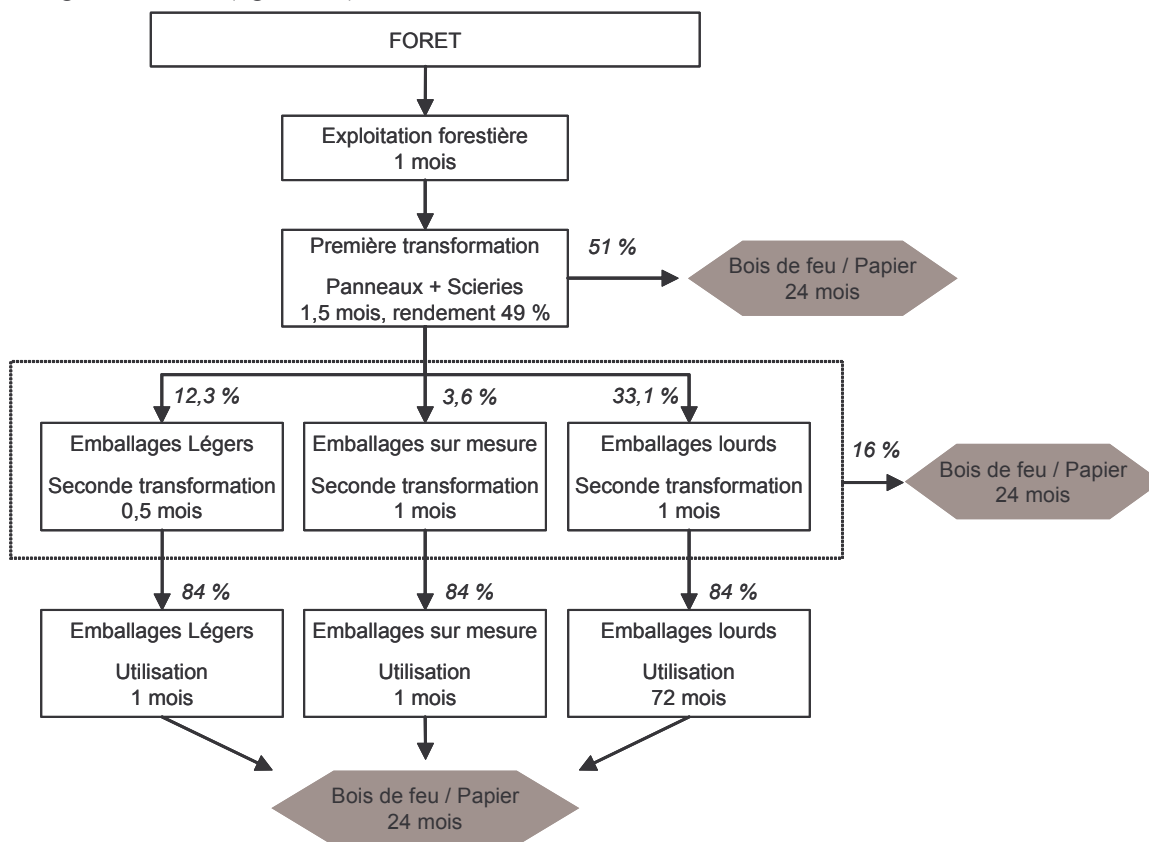 FORET
Exploitation forestière
1 mois
Première transformation
Panneaux + Scieries
1,5 mois, rendement 49 %
51 %
Bois de feu / Papier
24 mois
12,3 %
3,6 %
33,1 %
Emballages Légers
Seconde transformation
0,5 mois
Emballages sur mesure
Seconde transformation
1 mois
Emballages lourds
Seconde transformation
1 mois
16 %
Bois de feu / Papier
24 mois
84 %
84 %
84 %
Emballages Légers
Utilisation
1 mois
Emballages sur mesure
Utilisation
1 mois
Emballages lourds
Utilisation
72 mois
Bois de feu / Papier
24 mois